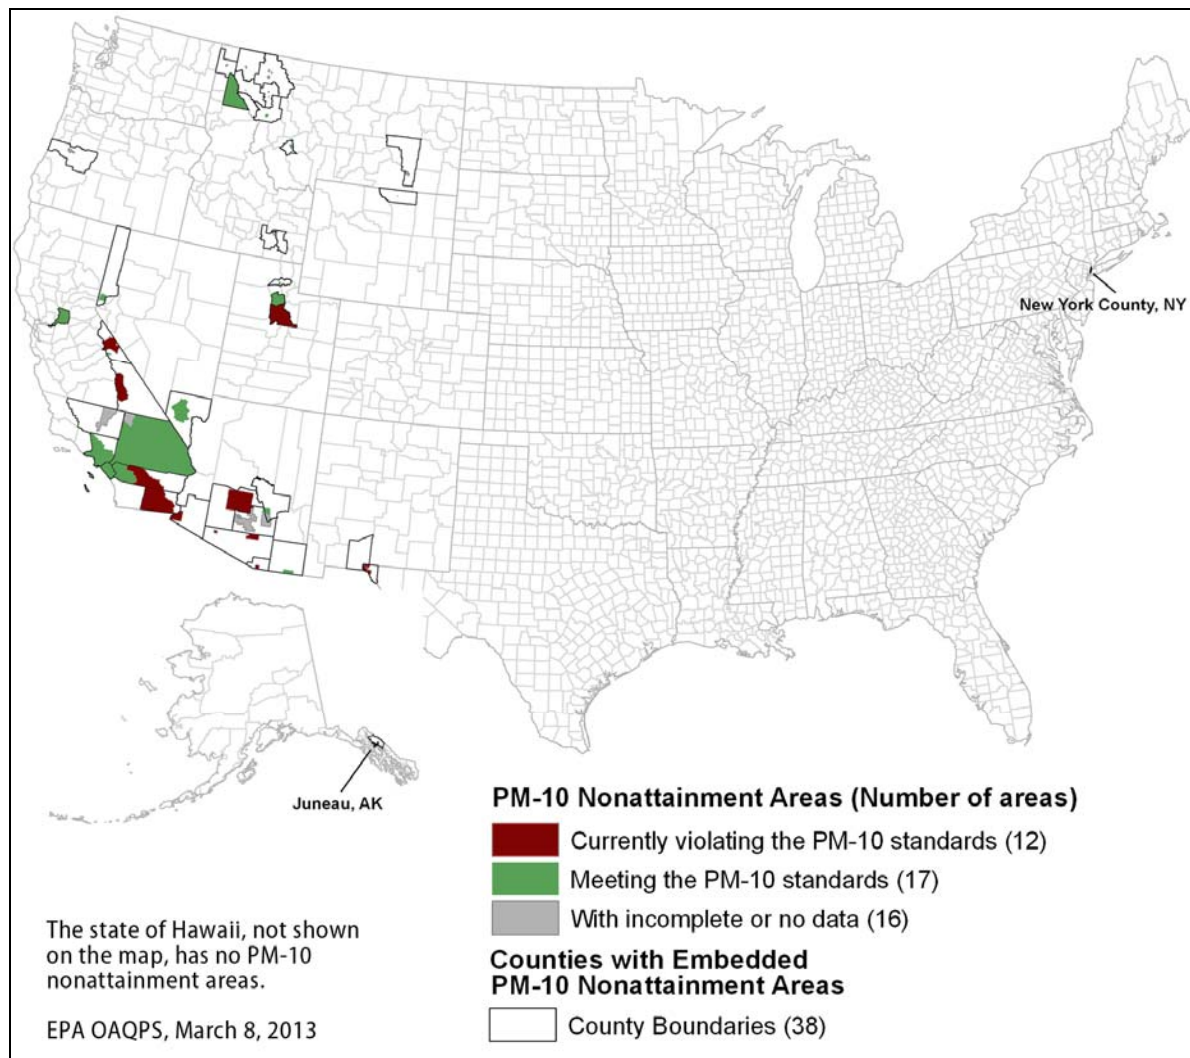 New York County, NY
Juneau, AK
PM-10 Nonattainment Areas (Number of areas)
Currently violating the PM-10 standards (12)
Meeting the PM-10 standards (17)
With incomplete or no data (16)
Counties with Embedded
PM-10 Nonattainment Areas
County Boundaries (38)
The state of Hawaii, not shown
on the map, has no PM-10
nonattainment areas.
EPA OAQPS, March 8, 2013